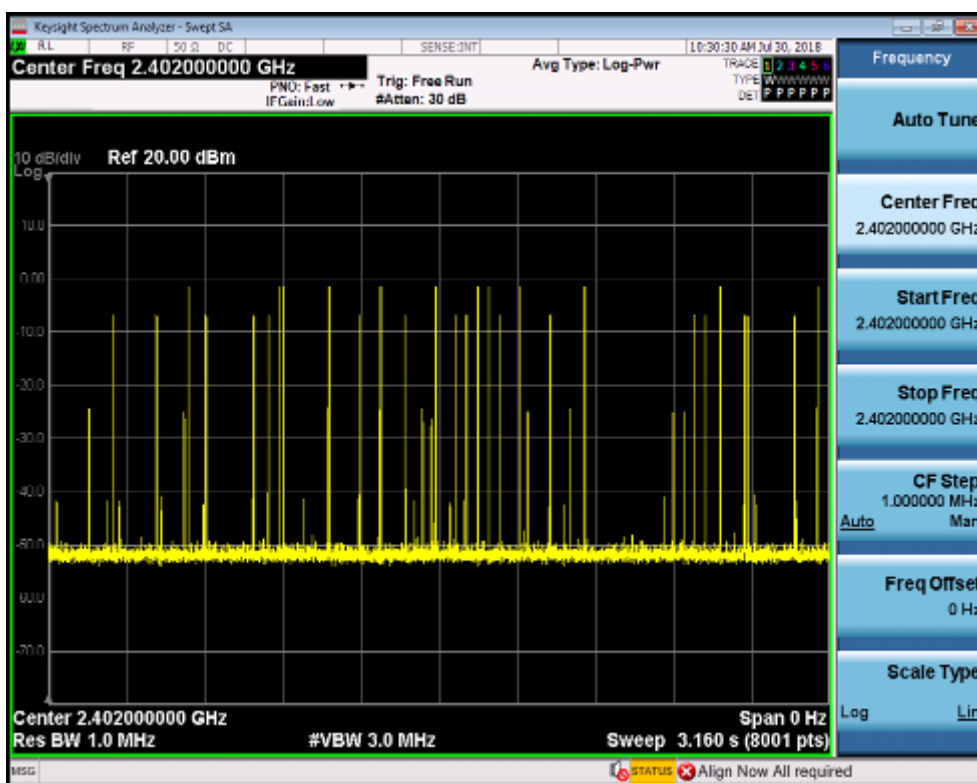 Keysight Spectrum Analyzer - Swept SA
RL RF 50 Ω DC SENSE:INT 10:30:30 AM Jul 30, 2018
Center Freq 2.402000000 GHz
PNO: Fast
IFGain:Low
Trig: Free Run
#Atten: 30 dB
Avg Type: Log-Pwr
TRACE 1 2 3 4 5 6
TYPE WWWWWW
DET P P P P P P
10 dB/div Ref 20.00 dBm
Log
10.0
0.00
-10.0
-20.0
-30.0
-40.0
-50.0
-60.0
-70.0
Center 2.402000000 GHz Span 0 Hz
Res BW 1.0 MHz #VBW 3.0 MHz Sweep 3.160 s (8001 pts)
MSG STATUS Align Now All required
Frequency
Auto Tune
Center Freq
2.402000000 GHz
Start Freq
2.402000000 GHz
Stop Freq
2.402000000 GHz
CF Step
1.000000 MHz
Auto Man
Freq Offset
0 Hz
Scale Type
Log Lin